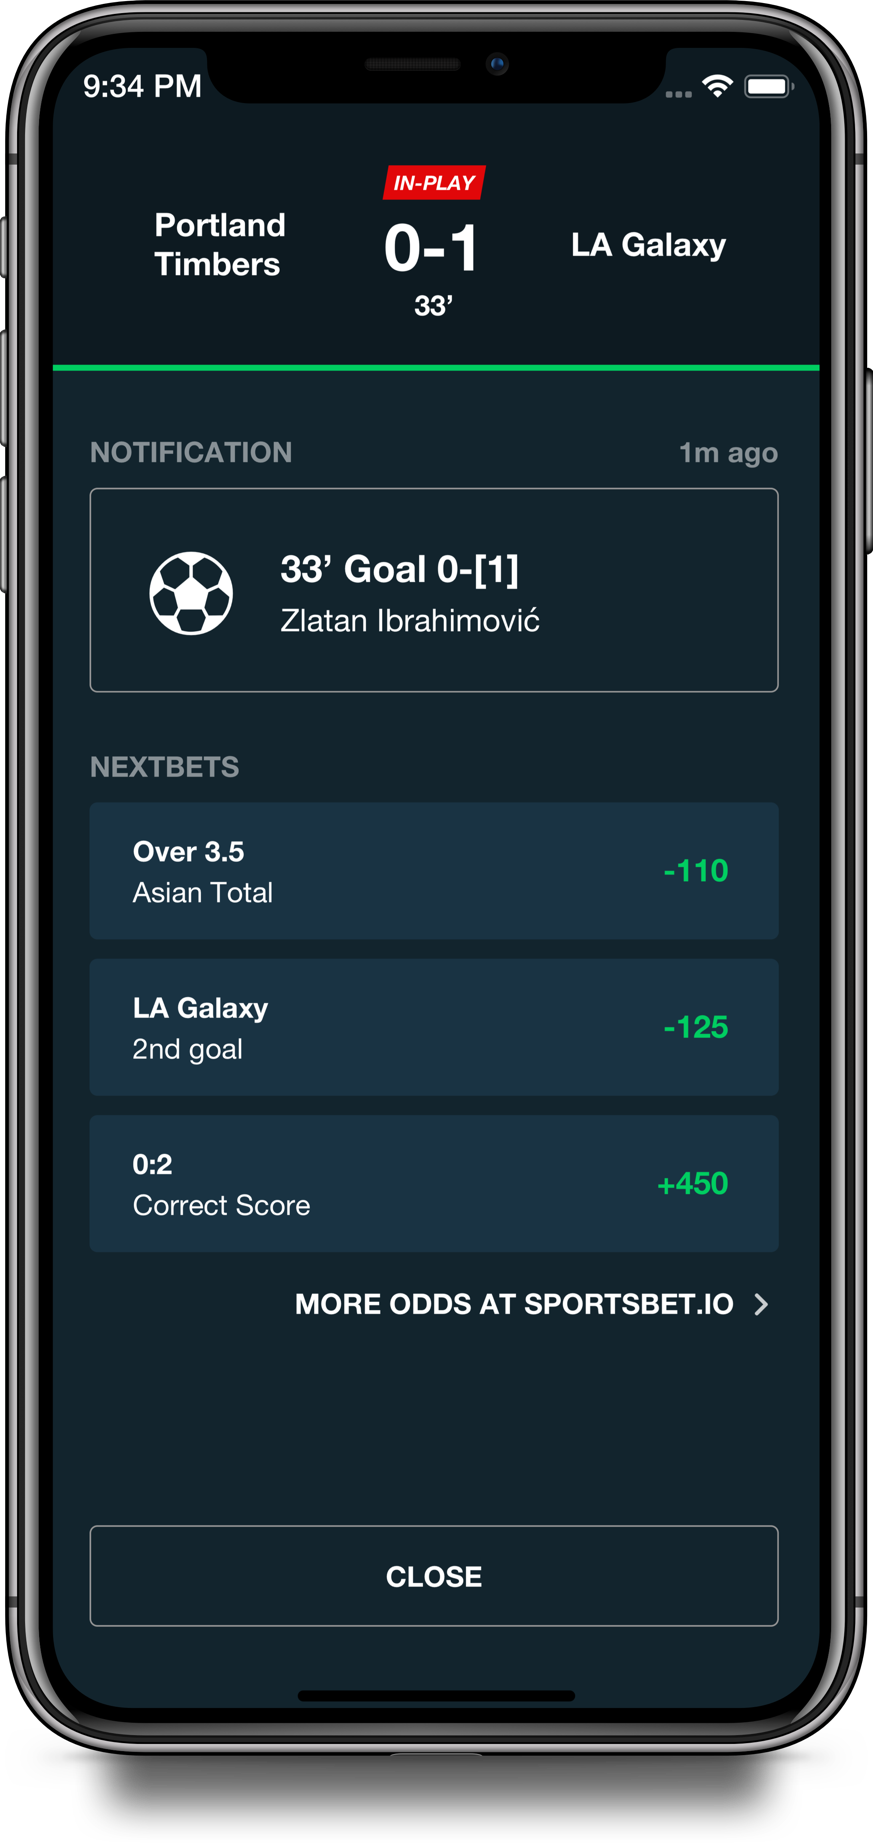 9:34 PM
IN-PLAY
Portland
Timbers
0-1
LA Galaxy
33’
NOTIFICATION
1m ago
33’ Goal 0-[1]
Zlatan Ibrahimović
NEXTBETS
Over 3.5
Asian Total
-110
LA Galaxy
2nd goal
-125
0:2
Correct Score
+450
MORE ODDS AT SPORTSBET.IO
CLOSE